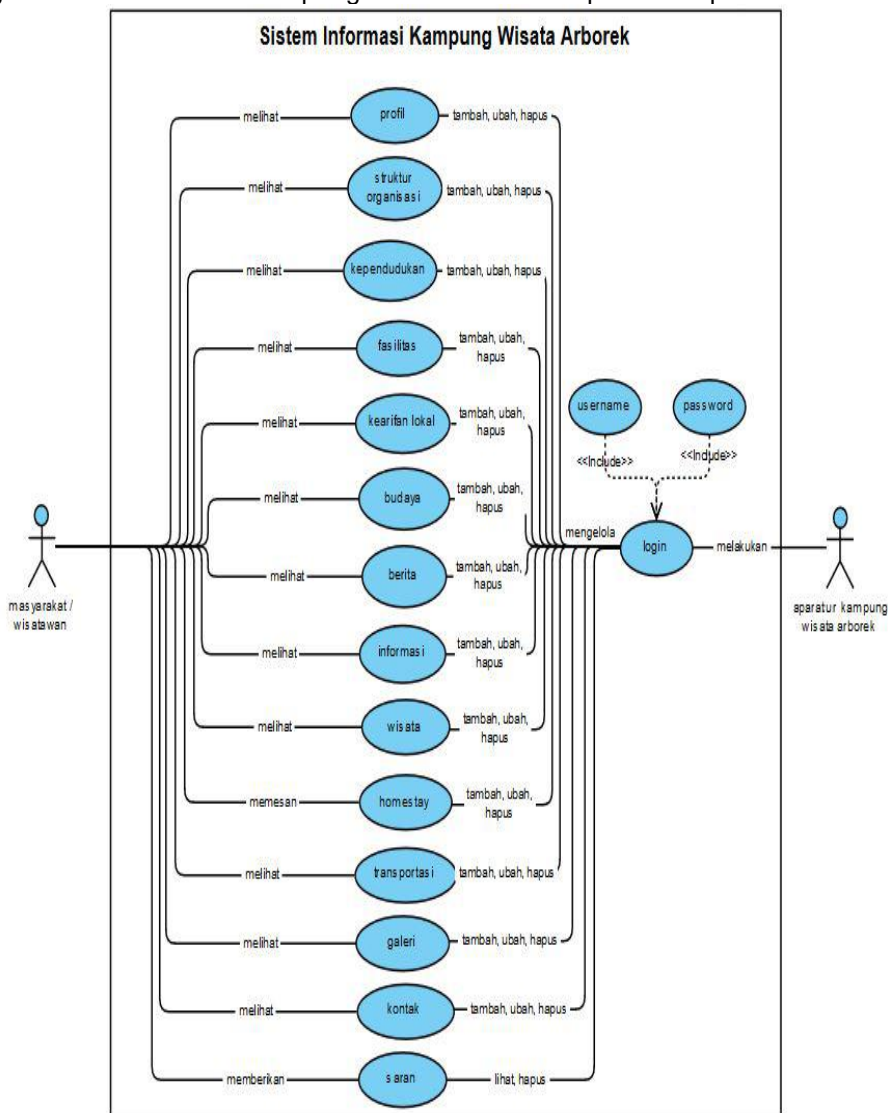 Sistem Informasi Kampung Wisata Arborek
melihat
profil
tambah, ubah, hapus
melihat
struktur
organisasi
tambah, ubah, hapus
melihat
kependudukan
tambah, ubah, hapus
melihat
fasilitas
tambah, ubah,
hapus
username
password
<<Include>>
<<Include>>
melihat
kearifan lokal
tambah, ubah,
hapus
melihat
budaya
tambah, ubah,
hapus
mengelola
login
melakukan
masyarakat /
wisatawan
aparatur kampung
wisata arborek
melihat
berita
tambah, ubah,
hapus
melihat
informasi
tambah, ubah,
hapus
melihat
wisata
tambah, ubah,
hapus
memesan
homestay
tambah, ubah,
hapus
melihat
transportasi
tambah, ubah, hapus
melihat
galeri
tambah, ubah, hapus
melihat
kontak
tambah, ubah, hapus
memberikan
saran
lihat, hapus